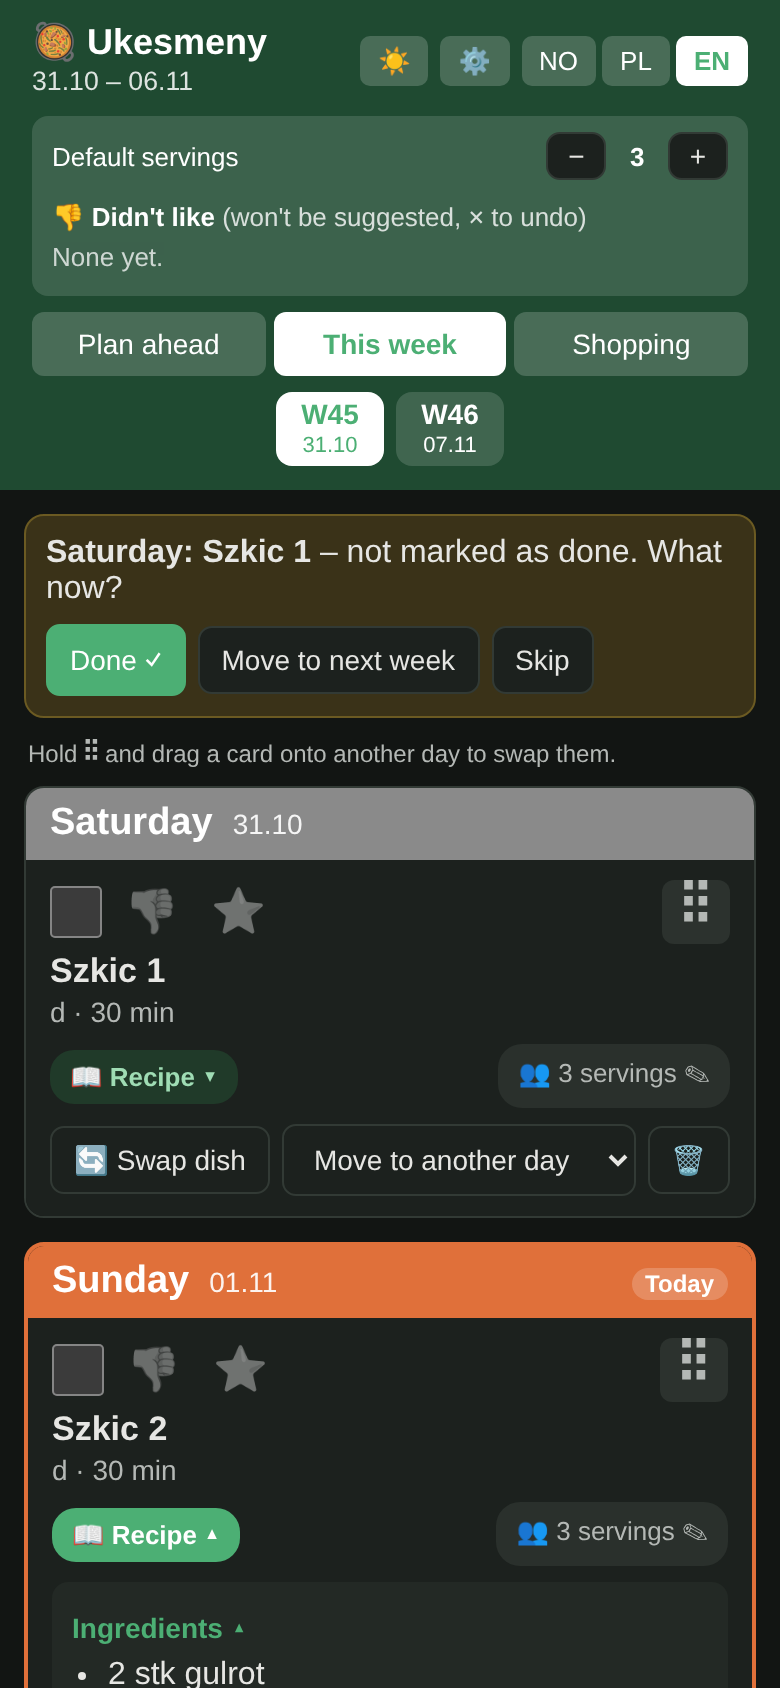 🥘 Ukesmeny
31.10 – 06.11
☀️ ⚙️ NO PL EN
Default servings − 3 +
👎 Didn't like (won't be suggested, × to undo)
None yet.
Plan ahead This week Shopping
W45 W46
31.10 07.11
Saturday: Szkic 1 – not marked as done. What
now?
Done ✓ Move to next week Skip
Hold ⠿ and drag a card onto another day to swap them.
Saturday 31.10
Szkic 1
d · 30 min
📖 Recipe ▾ 👥 3 servings ✎
🔄 Swap dish Move to another day 🗑️
Sunday 01.11 Today
Szkic 2
d · 30 min
📖 Recipe ▴ 👥 3 servings ✎
Ingredients ▴
• 2 stk gulrot